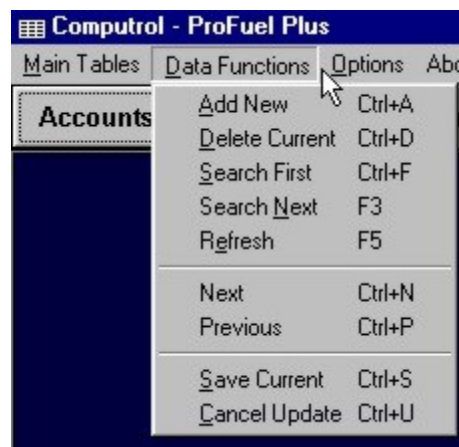 Computrol - ProFuel Plus
Main Tables Data Functions Options Abo
Accounts
Add New Ctrl+A
Delete Current Ctrl+D
Search First Ctrl+F
Search Next F3
Refresh F5
Next Ctrl+N
Previous Ctrl+P
Save Current Ctrl+S
Cancel Update Ctrl+U